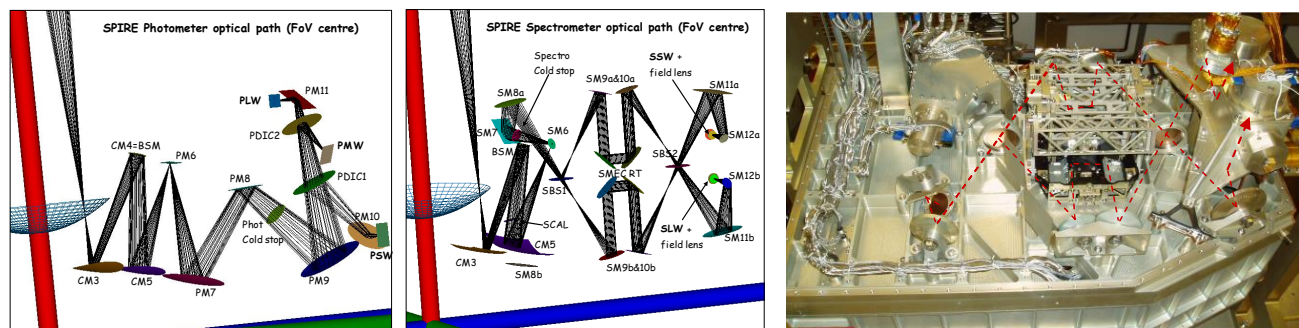 SPIRE Photometer optical path (FoV centre)
PM11
PLW
PDIC2
PMW
CM4=BSM
PM6
PDIC1
PM8
PM10
Phot
Cold stop
PSW
CM3
CM5
PM7
PM9
SPIRE Spectrometer optical path (FoV centre)
Spectro
Cold stop
SSW +
field lens
SM9a&10a
SM11a
SM8a
SM7
SM6
SM12a
BSM
SBS2
SBS1
SMEC RT
SM12b
SCAL
SLW +
field lens
CM3
CM5
SM11b
SM8b
SM9b&10b